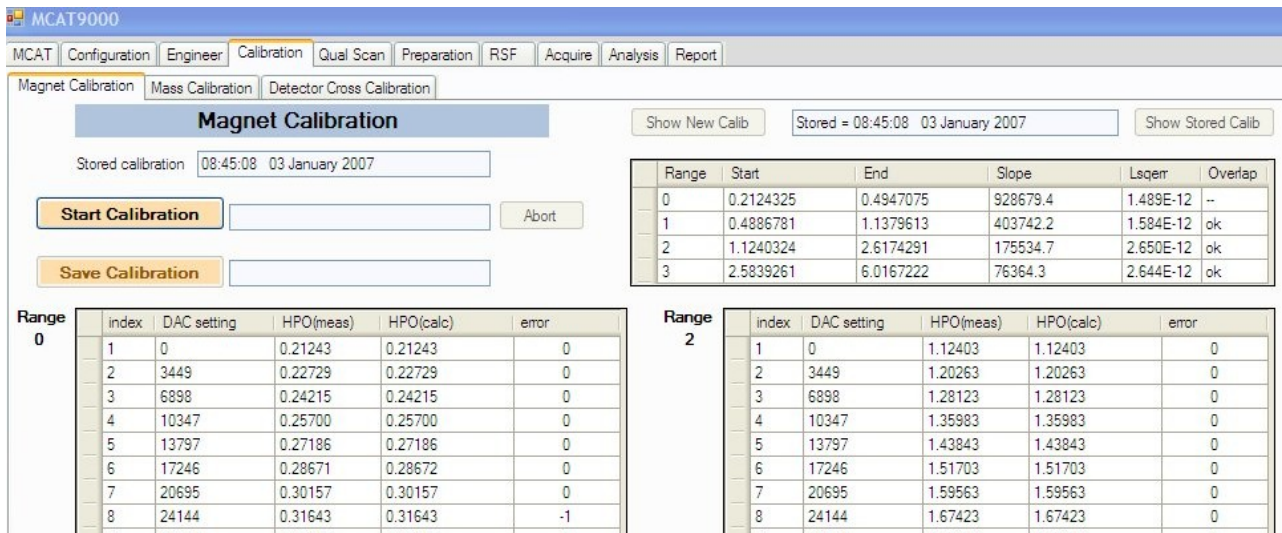 MCAT9000
MCAT Configuration Engineer Calibration Qual Scan Preparation RSF Acquire Analysis Report
Magnet Calibration Mass Calibration Detector Cross Calibration
Magnet Calibration
Show New Calib Stored = 08:45:08 03 January 2007 Show Stored Calib
Stored calibration 08:45:08 03 January 2007
Start Calibration Abort
Save Calibration
Range Start End Slope Lsqerr Overlap
0 0.2124325 0.4947075 928679.4 1.489E-12 --
1 0.4886781 1.1379613 403742.2 1.584E-12 ok
2 1.1240324 2.6174291 175534.7 2.650E-12 ok
3 2.5839261 6.0167222 76364.3 2.644E-12 ok
Range 0
index DAC setting HPO(meas) HPO(calc) error
1 0 0.21243 0.21243 0
2 3449 0.22729 0.22729 0
3 6898 0.24215 0.24215 0
4 10347 0.25700 0.25700 0
5 13797 0.27186 0.27186 0
6 17246 0.28671 0.28672 0
7 20695 0.30157 0.30157 0
8 24144 0.31643 0.31643 -1
Range 2
index DAC setting HPO(meas) HPO(calc) error
1 0 1.12403 1.12403 0
2 3449 1.20263 1.20263 0
3 6898 1.28123 1.28123 0
4 10347 1.35983 1.35983 0
5 13797 1.43843 1.43843 0
6 17246 1.51703 1.51703 0
7 20695 1.59563 1.59563 0
8 24144 1.67423 1.67423 0